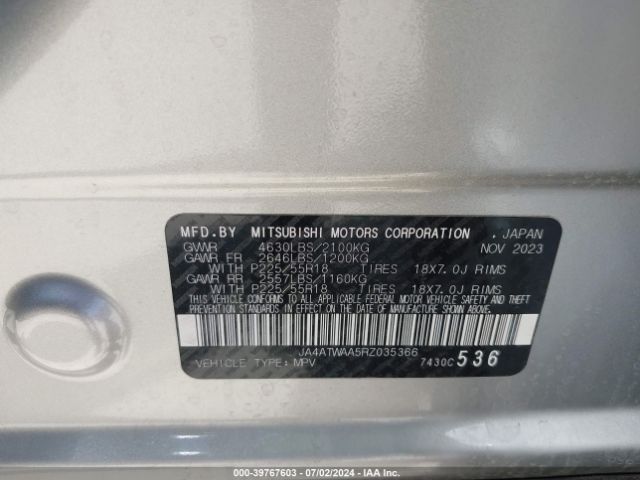 MFD.BY MITSUBISHI MOTORS CORPORATION , JAPAN
GVWR 4630LBS/2100KG NOV 2023
GAWR FR 2646LBS/1200KG
WITH P225/55R18 TIRES 18X7.0J RIMS
GAWR RR 2557LBS/1160KG
WITH P225/55R18 TIRES 18X7.0J RIMS
THIS VEHICLE CONFORMS TO ALL APPLICABLE FEDERAL MOTOR VEHICLE SAFETY
AND THEFT PREVENTION STANDARDS IN EFFECT ON THE DATE OF MANUFACTURE SHOWN ABOVE.
JA4ATWAA5RZ035366
VEHICLE TYPE: MPV 7430C 536
000-39767603 - 07/02/2024 - IAA Inc.